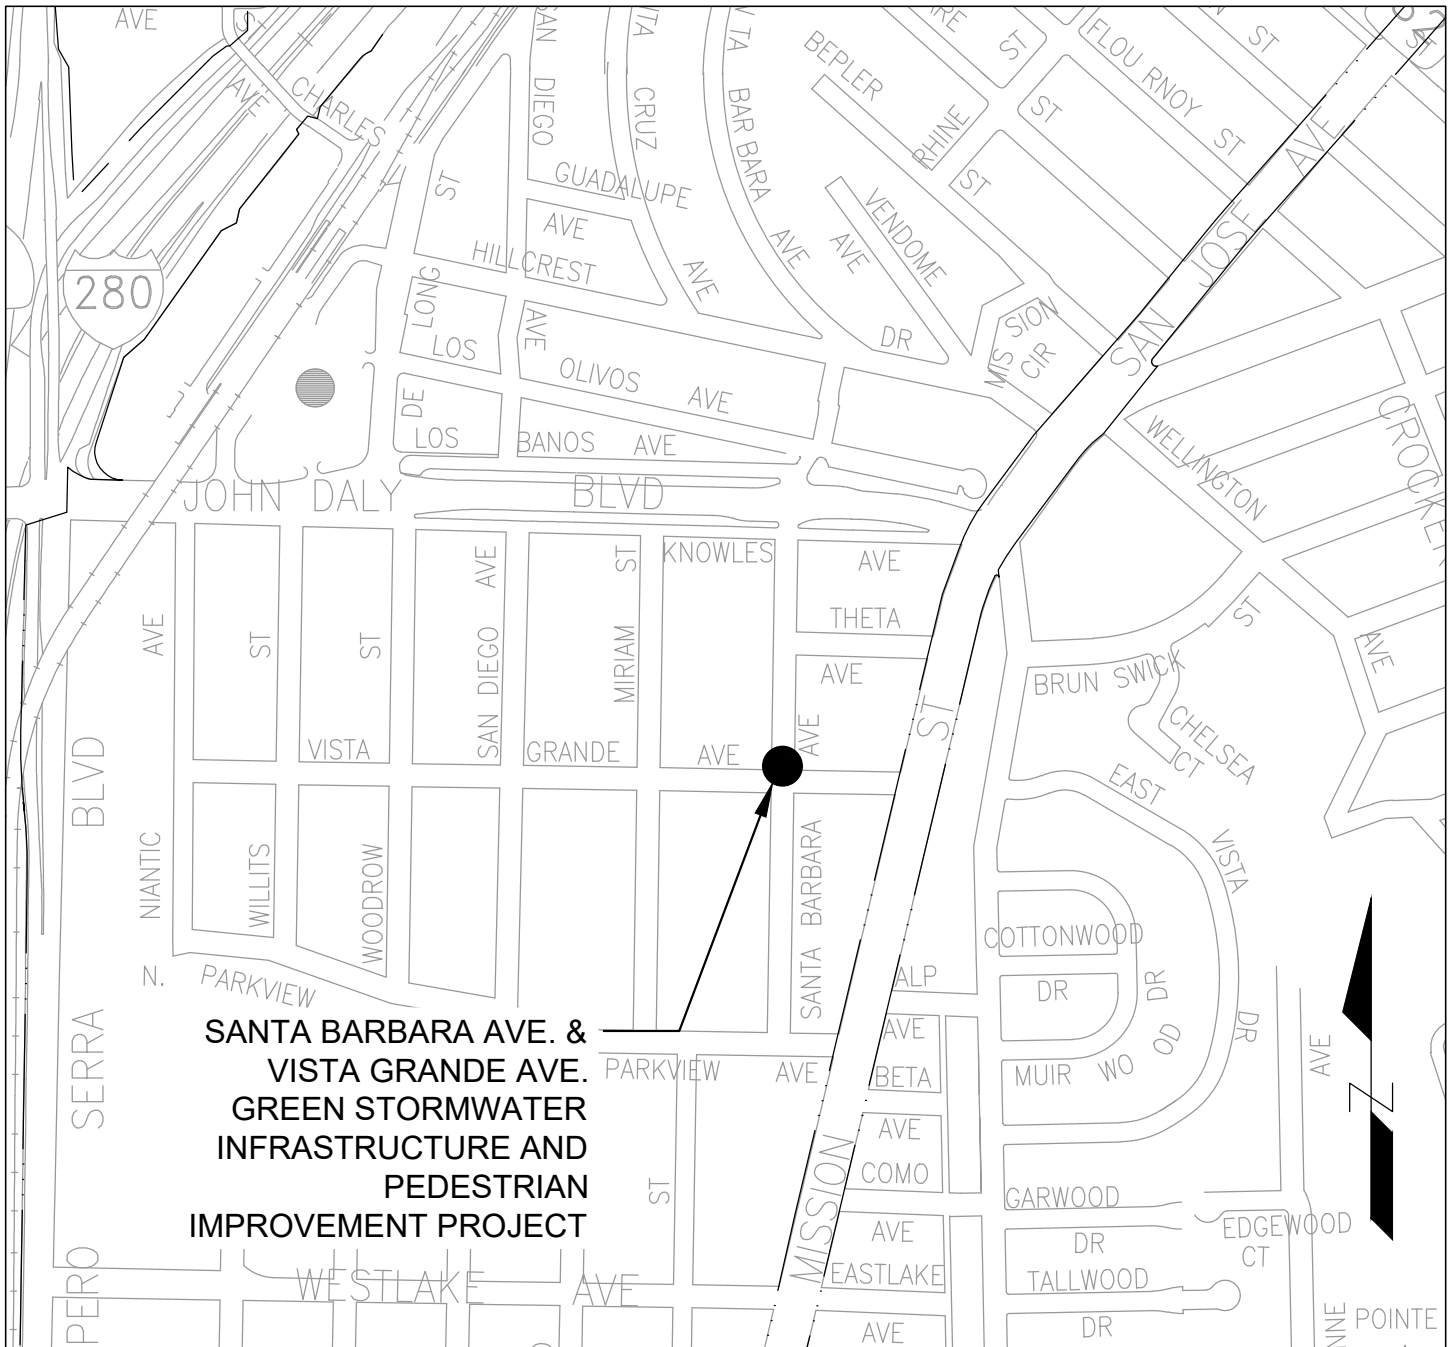 AVE
ST
AVE
CHARLES
SAN DIEGO
ST
GUADALUPE
AVE
HILLCREST
CRUZ
AVE
BAR BARA
AVE
BEPLER
ST
FLOU RNOY ST
ST
ST
RHINE
ST
ST
VENDOME
AVE
DR
MIS SION
CIR
SAN JOSE AVE
280
LONG
LOS
AVE
OLIVOS AVE
DE
LOS BANOS AVE
JOHN DALY BLVD
WELLINGTON
CROCKER
KNOWLES AVE
AVE
ST
ST
SAN DIEGO AVE
MIRIAM ST
THETA
AVE
BRUN SWICK
ST
AVE
CHELSEA
CT
VISTA GRANDE AVE
AVE
ST
BLVD
EAST VISTA DR
NIANTIC
WILLITS
WOODROW
SANTA BARBARA
COTTONWOOD
DR
DR
N. PARKVIEW
ALP
AVE
SANTA BARBARA AVE. &
VISTA GRANDE AVE.
GREEN STORMWATER
INFRASTRUCTURE AND
PEDESTRIAN
IMPROVEMENT PROJECT
PARKVIEW AVE
BETA
MUIR WO OD
AVE
Z
SERRA
AVE
COMO
ST
MISSION
GARWOOD
EDGEWOOD
CT
AVE
DR
EASTLAKE
TALLWOOD
PERO
WESTLAKE AVE
AVE
DR
POINTE